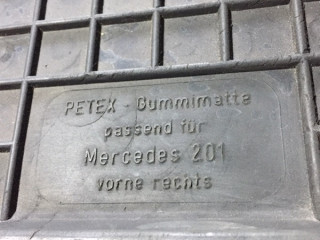 PETEX - Gummimatte
passend für
Mercedes 201
vorne rechts